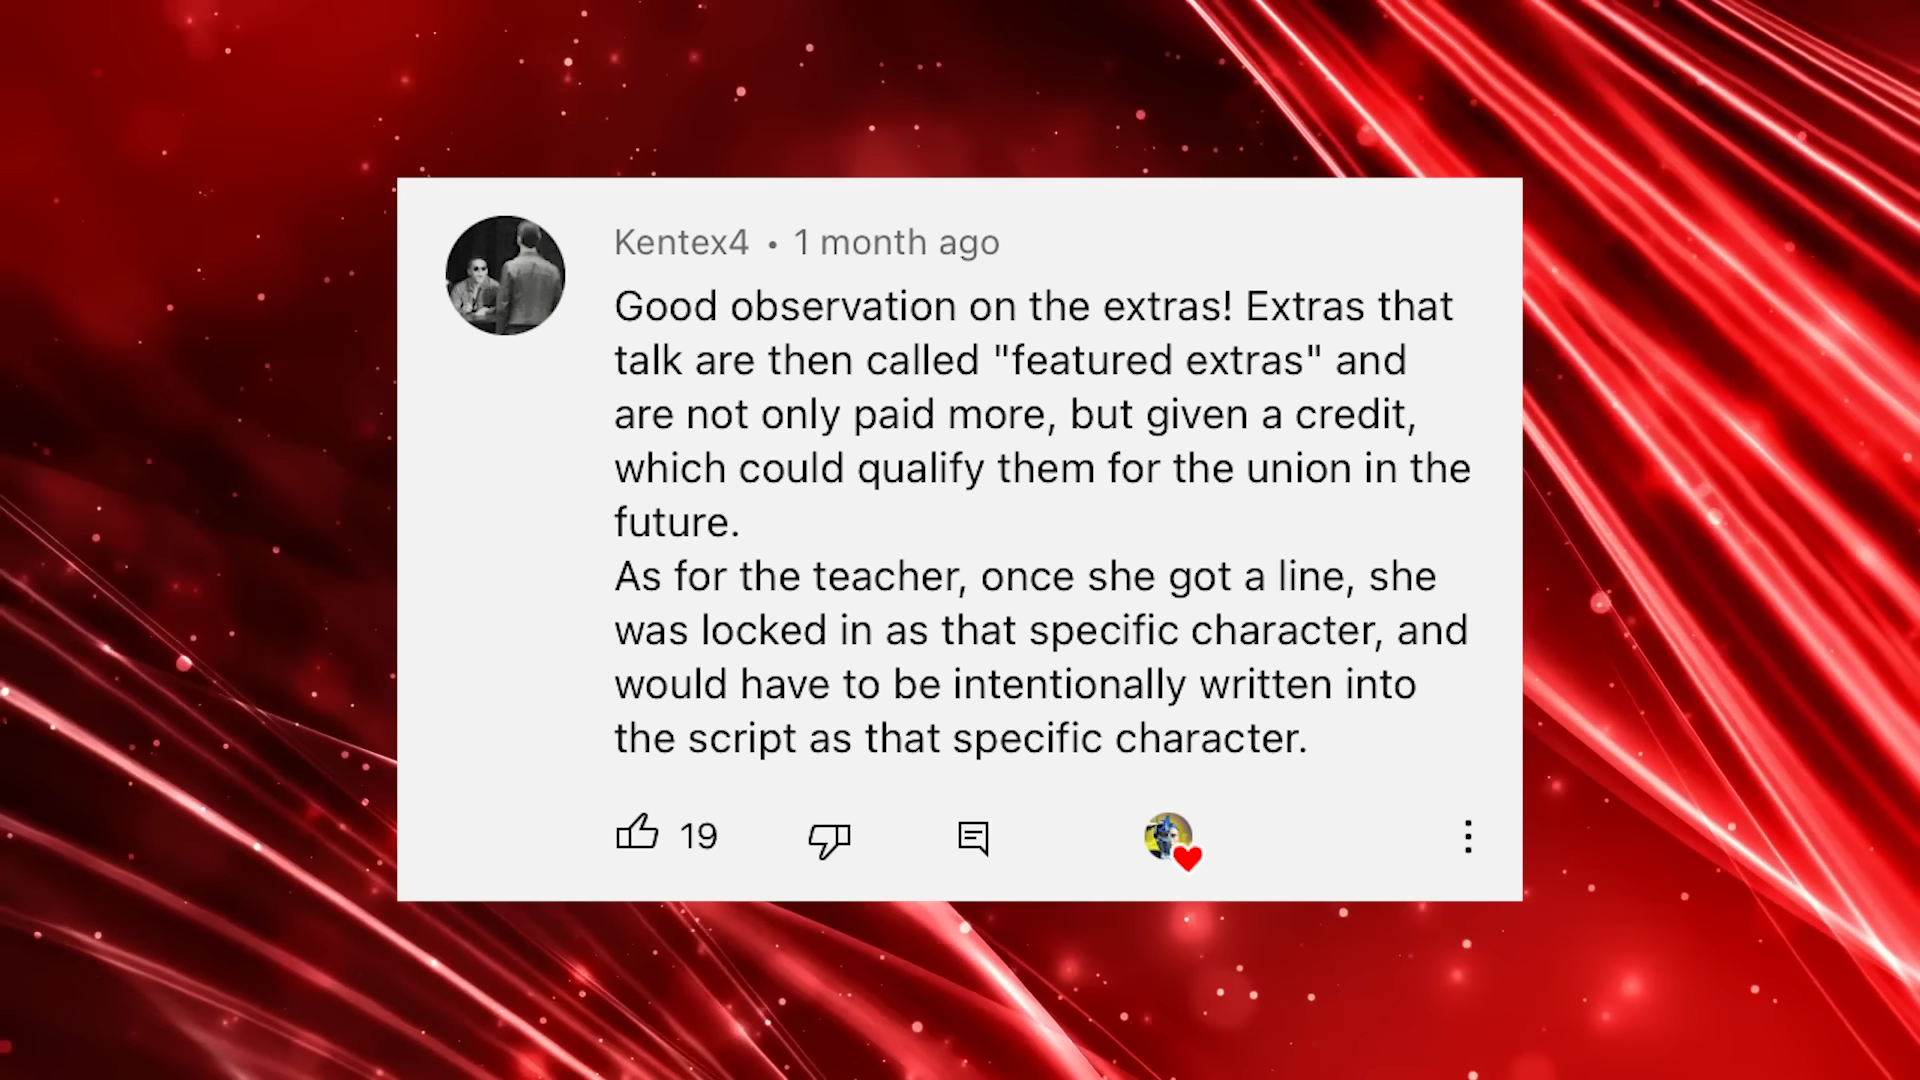 Kentex4 • 1 month ago
Good observation on the extras! Extras that
talk are then called "featured extras" and
are not only paid more, but given a credit,
which could qualify them for the union in the
future.
As for the teacher, once she got a line, she
was locked in as that specific character, and
would have to be intentionally written into
the script as that specific character.
19